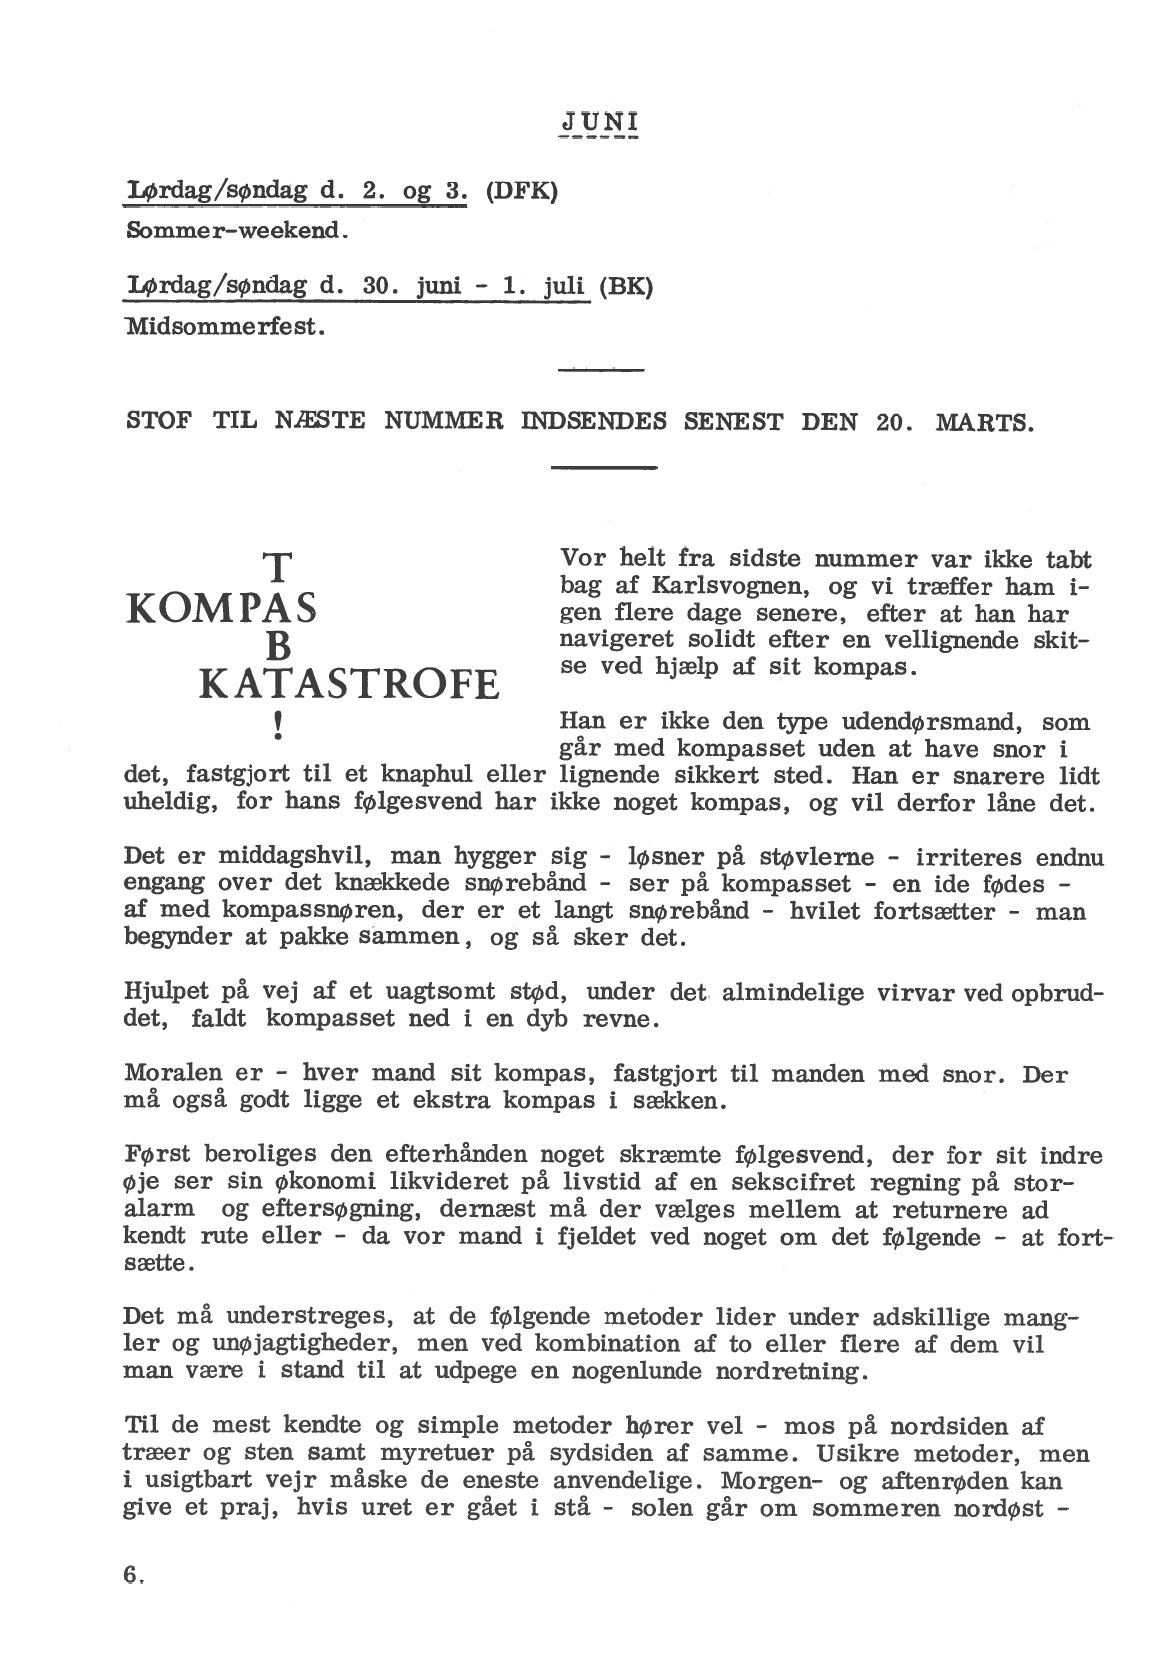 JUNI
Lørdag/søndag d. 2. og 3. (DFK)
Sommer-weekend.
Lørdag/søndag d. 30. juni - 1. juli (BK)
Midsommerfest.
STOF TIL NÆSTE NUMMER INDSENDES SENEST DEN 20. MARTS.
T
KOMPAS
B
KATASTROFE
!
Vor helt fra sidste nummer var ikke tabt
bag af Karlsvognen, og vi træffer ham i-
gen flere dage senere, efter at han har
navigeret solidt efter en vellignende skit-
se ved hjælp af sit kompas.
Han er ikke den type udendørsmand, som
går med kompasset uden at have snor i
det, fastgjort til et knaphul eller lignende sikkert sted. Han er snarere lidt
uheldig, for hans følgesvend har ikke noget kompas, og vil derfor låne det.
Det er middagshvil, man hygger sig - løsner på støvlerne - irriteres endnu
engang over det knækkede snørebånd - ser på kompasset - en ide fødes -
af med kompassnøren, der er et langt snørebånd - hvilet fortsætter - man
begynder at pakke sammen, og så sker det.
Hjulpet på vej af et uagtsomt stød, under det almindelige virvar ved opbrud-
det, faldt kompasset ned i en dyb revne.
Moralen er - hver mand sit kompas, fastgjort til manden med snor. Der
må også godt ligge et ekstra kompas i sækken.
Først beroliges den efterhånden noget skræmte følgesvend, der for sit indre
øje ser sin økonomi likvideret på livstid af en sekscifret regning på stor-
alarm og eftersøgning, dernæst må der vælges mellem at returnere ad
kendt rute eller - da vor mand i fjeldet ved noget om det følgende - at fort-
sætte.
Det må understreges, at de følgende metoder lider under adskillige mang-
ler og unøjagtigheder, men ved kombination af to eller flere af dem vil
man være i stand til at udpege en nogenlunde nordretning.
Til de mest kendte og simple metoder hører vel - mos på nordsiden af
træer og sten samt myretuer på sydsiden af samme. Usikre metoder, men
i usigtbart vejr måske de eneste anvendelige. Morgen- og aftenrøden kan
give et praj, hvis uret er gået i stå - solen går om sommeren nordøst -
6.